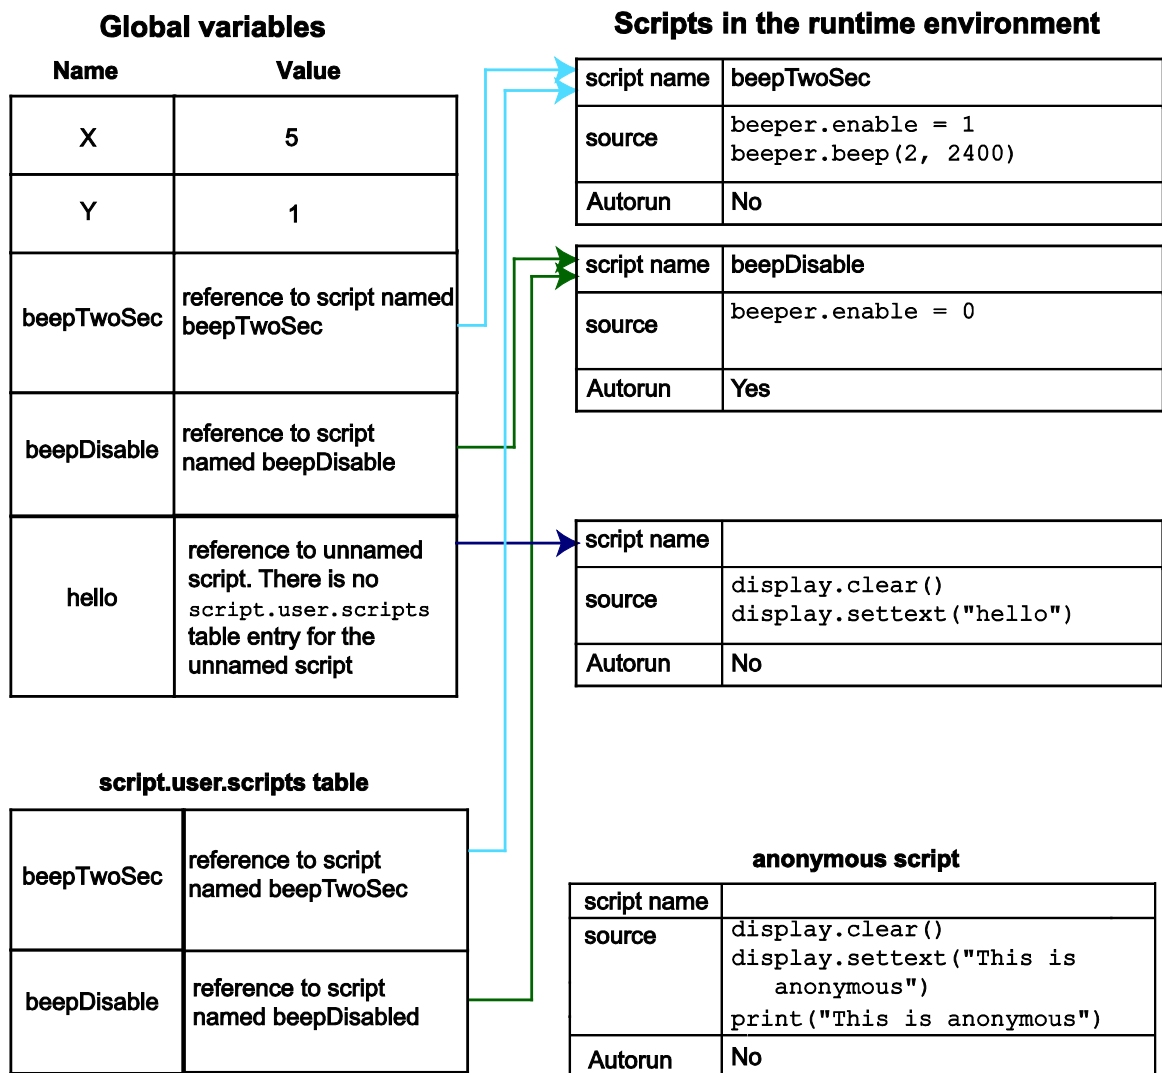 Global variables
Name Value
X 5
Y 1
beepTwoSec
reference to script named
beepTwoSec
beepDisable
reference to script
named beepDisable
hello
reference to unnamed
script. There is no
script.user.scripts
table entry for the
unnamed script
script.user.scripts table
beepTwoSec
reference to script
named beepTwoSec
beepDisable
reference to script
named beepDisabled
Scripts in the runtime environment
script name beepTwoSec
source
beeper.enable = 1
beeper.beep(2, 2400)
Autorun No
script name beepDisable
source
beeper.enable = 0
Autorun Yes
script name
source
display.clear()
display.settext("hello")
Autorun No
anonymous script
script name
source
display.clear()
display.settext("This is
anonymous")
print("This is anonymous")
Autorun No